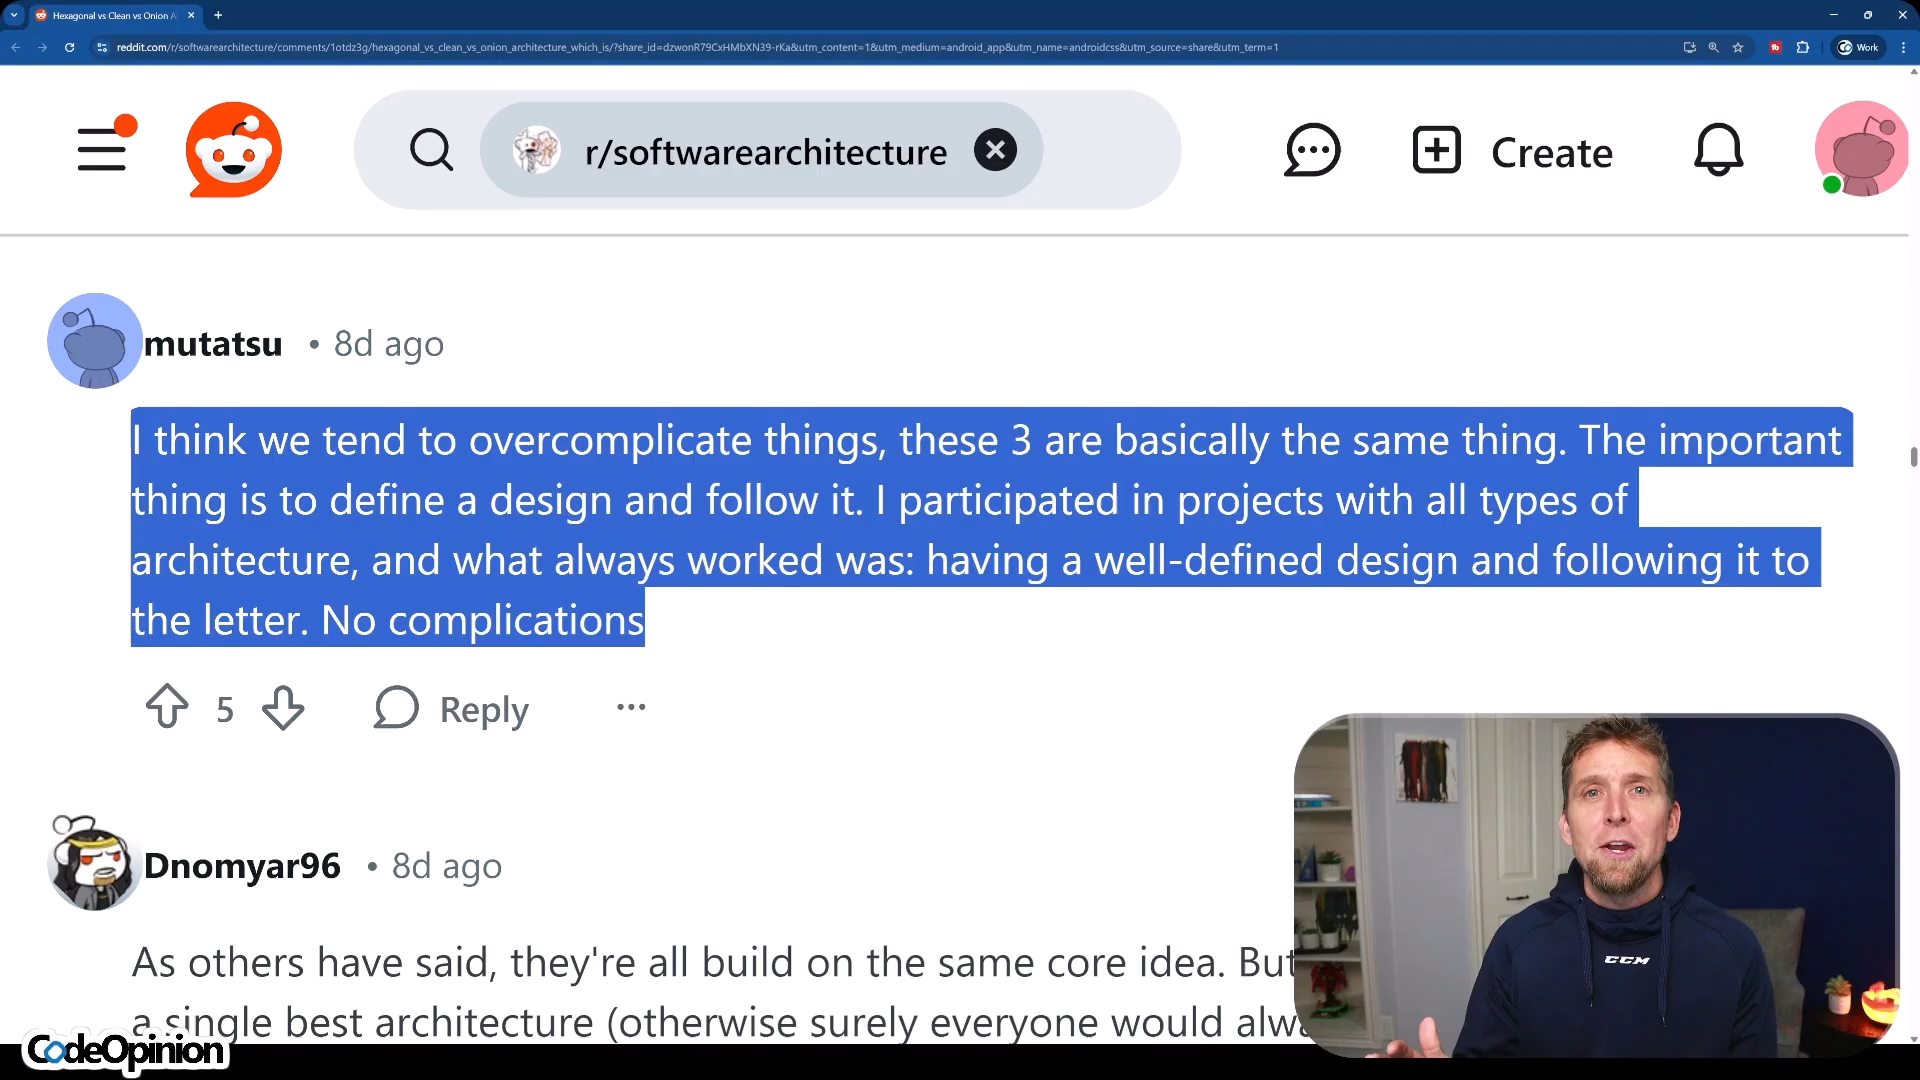 Hexagonal vs Clean vs Onion A
reddit.com/r/softwarearchitecture/comments/1otdz3g/hexagonal_vs_clean_vs_onion_architecture_which_is/?share_id=dzwonR79CxHMbXN39-rKa&utm_content=1&utm_medium=android_app&utm_name=androidcss&utm_source=share&utm_term=1
Work
r/softwarearchitecture
Create
mutatsu • 8d ago
I think we tend to overcomplicate things, these 3 are basically the same thing. The important
thing is to define a design and follow it. I participated in projects with all types of
architecture, and what always worked was: having a well-defined design and following it to
the letter. No complications
5
Reply
Dnomyar96 • 8d ago
As others have said, they're all build on the same core idea. But
a single best architecture (otherwise surely everyone would alwa
CCM
CodeOpinion